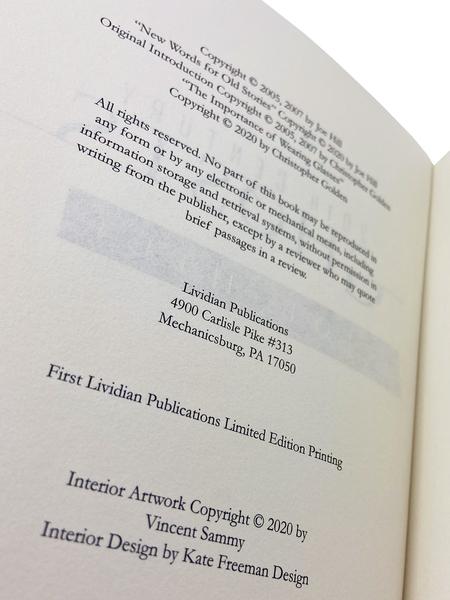 Copyright © 2005, 2007 by Joe Hill
“New Words for Old Stories” Copyright © 2020 by Joe Hill
Original Introduction Copyright © 2005, 2007 by Christopher Golden
“The Importance of Wearing Glasses”
Copyright © 2020 by Christopher Golden
All rights reserved. No part of this book may be reproduced in
any form or by any electronic or mechanical means, including
information storage and retrieval systems, without permission in
writing from the publisher, except by a reviewer who may quote
brief passages in a review.
Lividian Publications
4900 Carlisle Pike #313
Mechanicsburg, PA 17050
First Lividian Publications Limited Edition Printing
Interior Artwork Copyright © 2020 by
Vincent Sammy
Interior Design by Kate Freeman Design